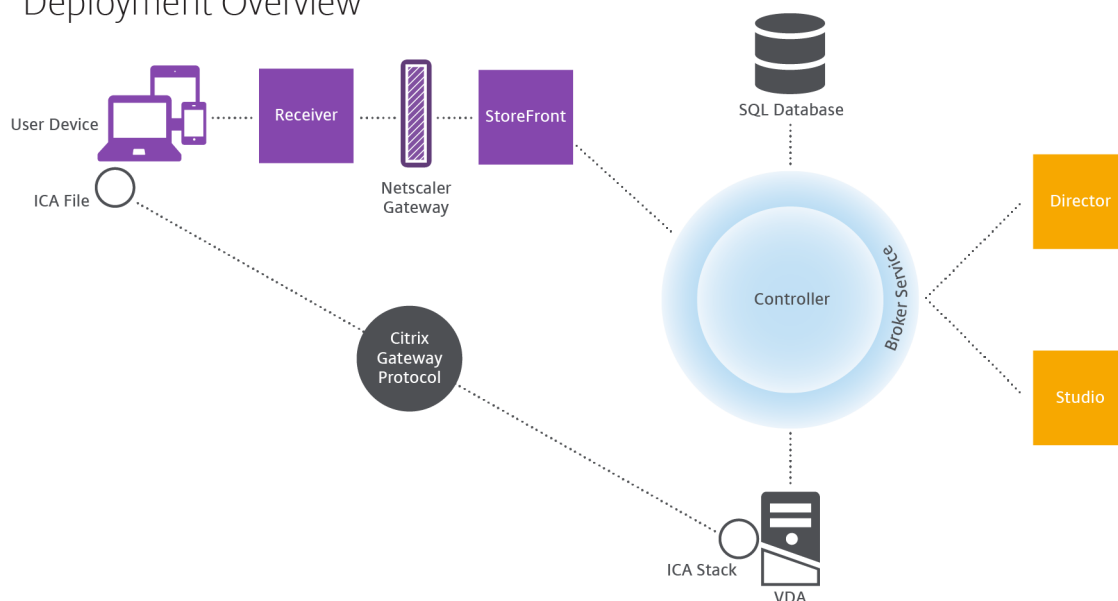 Deployment Overview
SQL Database
User Device
Receiver
StoreFront
Netscaler
Gateway
ICA File
Director
Broker Service
Controller
Citrix
Gateway
Protocol
Studio
ICA Stack
VDA